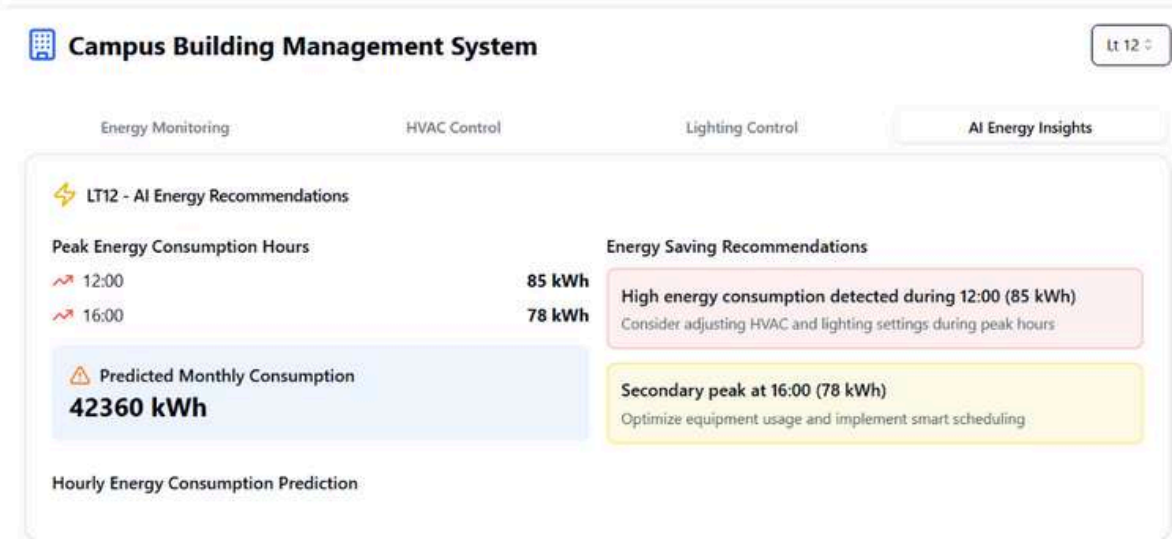 Campus Building Management System
Lt 12
Energy Monitoring
HVAC Control
Lighting Control
AI Energy Insights
LT12 - AI Energy Recommendations
Peak Energy Consumption Hours
12:00
85 kWh
16:00
78 kWh
Predicted Monthly Consumption
42360 kWh
Energy Saving Recommendations
High energy consumption detected during 12:00 (85 kWh)
Consider adjusting HVAC and lighting settings during peak hours
Secondary peak at 16:00 (78 kWh)
Optimize equipment usage and implement smart scheduling
Hourly Energy Consumption Prediction